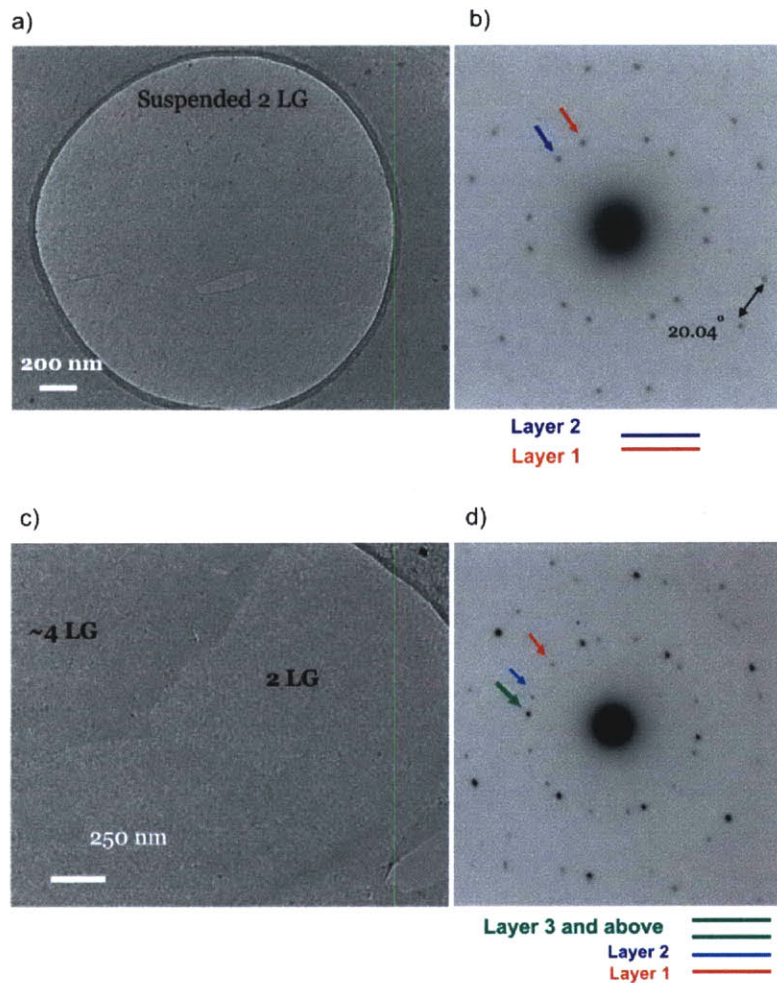 a)
b)
Suspended 2 LG
200 nm
20.04°
Layer 2
Layer 1
c)
d)
~4 LG
2 LG
250 nm
Layer 3 and above
Layer 2
Layer 1